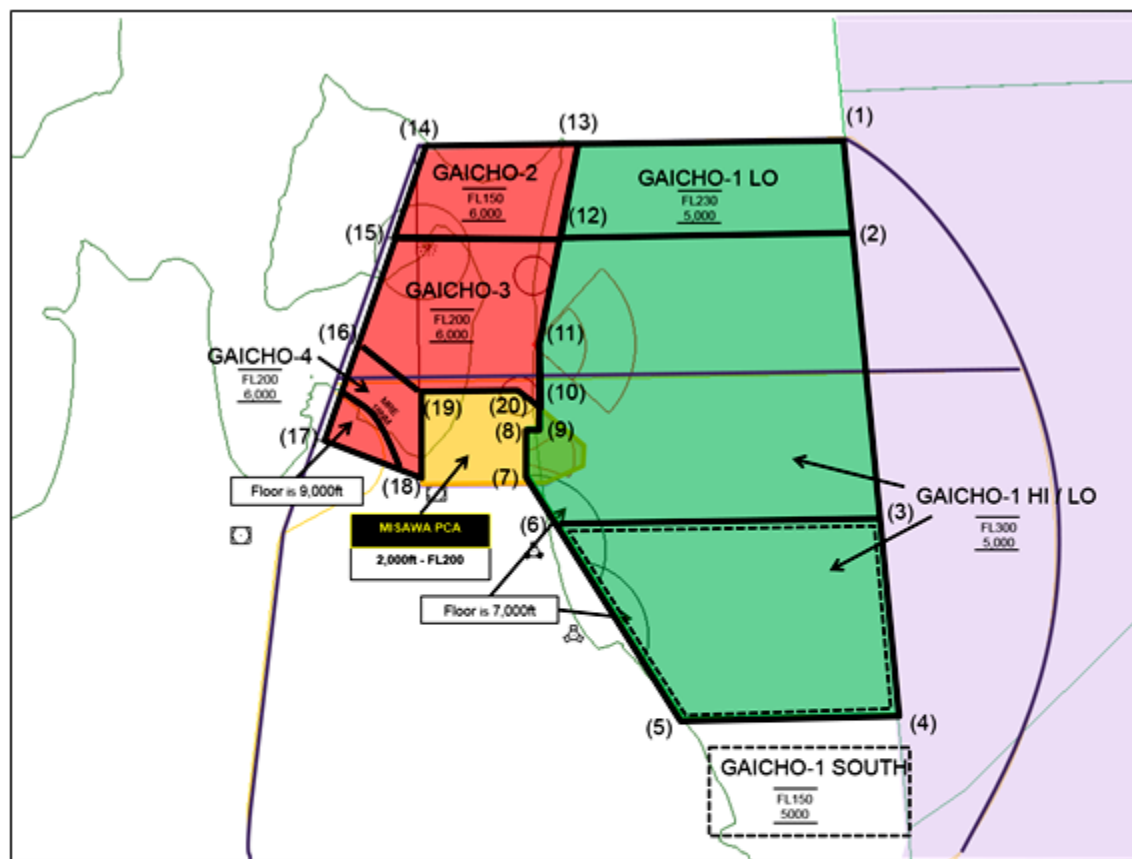 (1)
(13)
(14)
GAICHO-2
FL150
6,000
GAICHO-1 LO
FL230
5,000
(12)
(15)
(2)
GAICHO-3
FL200
6,000
(11)
(16)
GAICHO-4
FL200
6,000
(10)
(19)
(20)
(8)
(9)
(17)
(18)
(7)
Floor is 9,000ft
GAICHO-1 HI / LO
FL300
5,000
(3)
(6)
MISAWA PCA
2,000ft - FL200
Floor is 7,000ft
(5)
(4)
GAICHO-1 SOUTH
FL150
5000